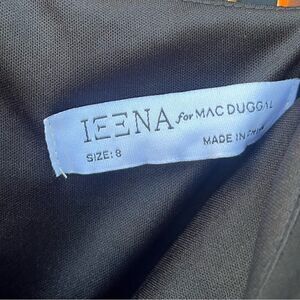 IEENA for MAC DUGGAL
SIZE: 8
MADE IN CHINA